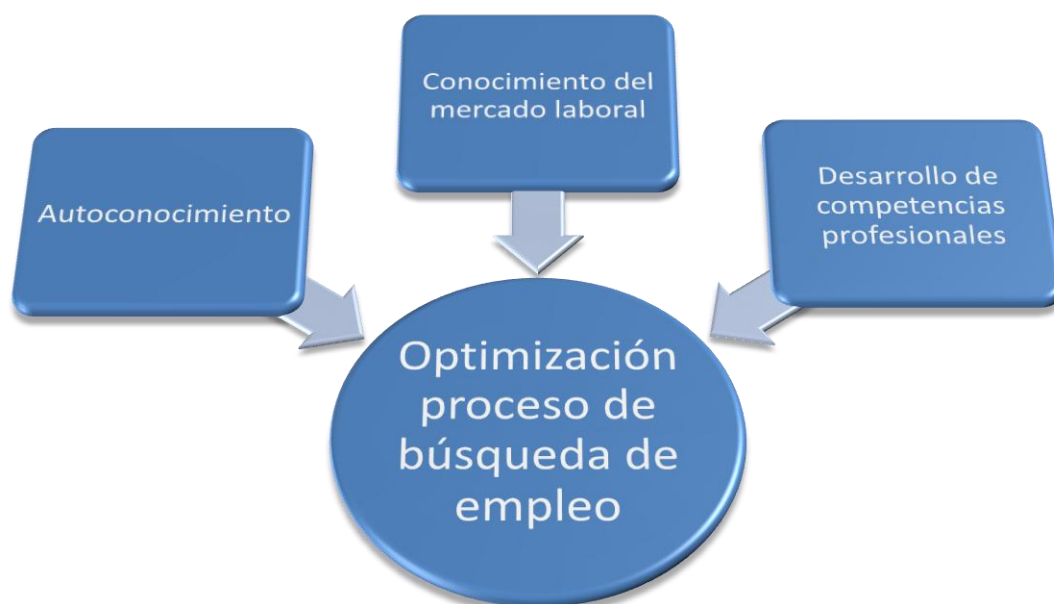 Conocimiento del
mercado laboral
Autoconocimiento
Desarrollo de
competencias
profesionales
Optimización
proceso de
búsqueda de
empleo